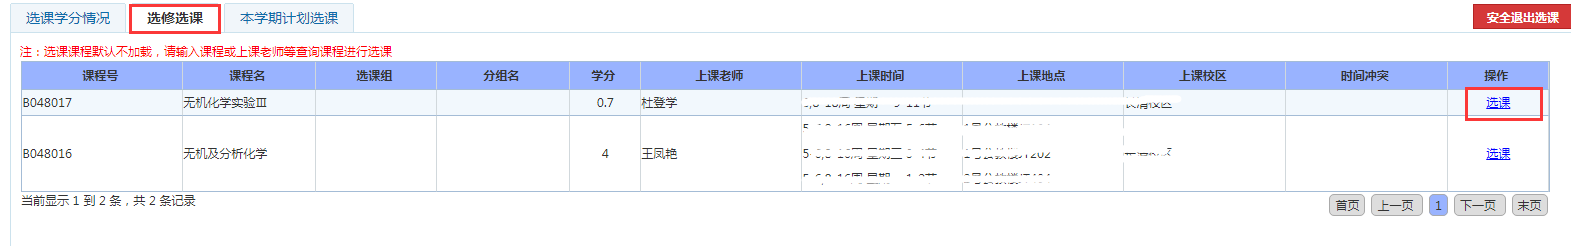 选课学分情况 选修选课 本学期计划选课 安全退出选课
注：选课课程默认不加载，请输入课程或上课老师等查询课程进行选课
课程号 课程名 选课组 分组名 学分 上课老师 上课时间 上课地点 上课校区 时间冲突 操作
B048017 无机化学实验Ⅲ 0.7 杜登学 选课
B048016 无机及分析化学 4 王凤艳 选课
当前显示 1 到 2 条，共 2 条记录 首页 上一页 1 下一页 末页